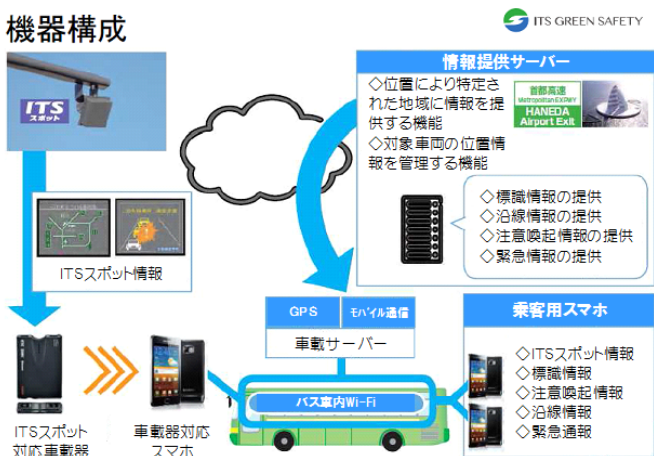 機器構成
ITS GREEN SAFETY
ITS
スポット
ITSスポット情報
情報提供サーバー
◇位置により特定さ
れた地域に情報を提
供する機能
◇対象車両の位置情
報を管理する機能
首都高速
Metropolitan EXPWY
HANEDA
Airport Exit
◇標識情報の提供
◇沿線情報の提供
◇注意喚起情報の提供
◇緊急情報の提供
GPS
モバイル通信
車載サーバー
バス車内Wi-Fi
乗客用スマホ
◇ITSスポット情報
◇標識情報
◇注意喚起情報
◇沿線情報
◇緊急通報
ITSスポット
対応車載器
車載器対応
スマホ